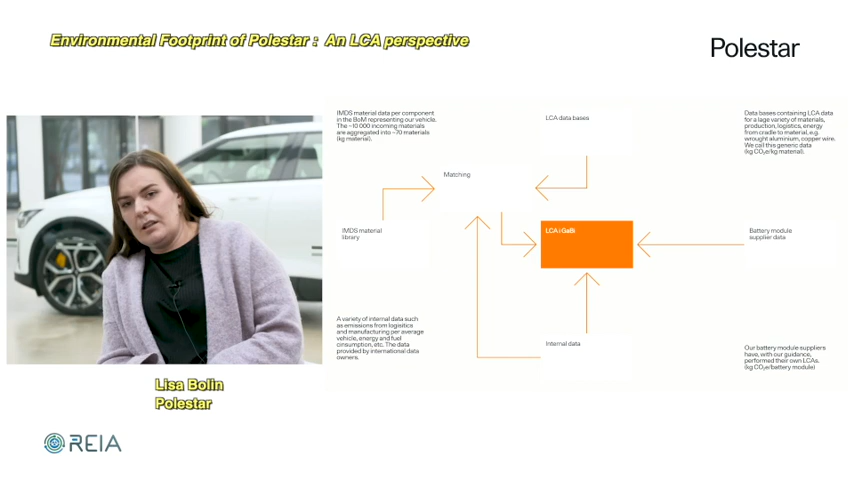 Environmental Footprint of Polestar : An LCA perspective
Polestar
IMDS material data per component
in the BoM representing our vehicle.
The ~10 000 incoming materials
are aggregated into ~70 materials
(kg material).
LCA data bases
Data bases containing LCA data
for a lage variety of materials,
production, logistics, energy
from cradle to material, e.g.
wrought aluminium, copper wire.
We call this generic data
(kg CO₂e/kg material).
Matching
IMDS material
library
LCA i GaBi
Battery module
supplier data
A variety of internal data such
as emissions from logisitics
and manufacturing per average
vehicle, energy and fuel
cinsumption, etc. The data
provided by international data
owners.
Internal data
Our battery module suppliers
have, with our guidance,
performed their own LCAs.
(kg CO₂e/battery module)
Lisa Bolin
Polestar
REIA